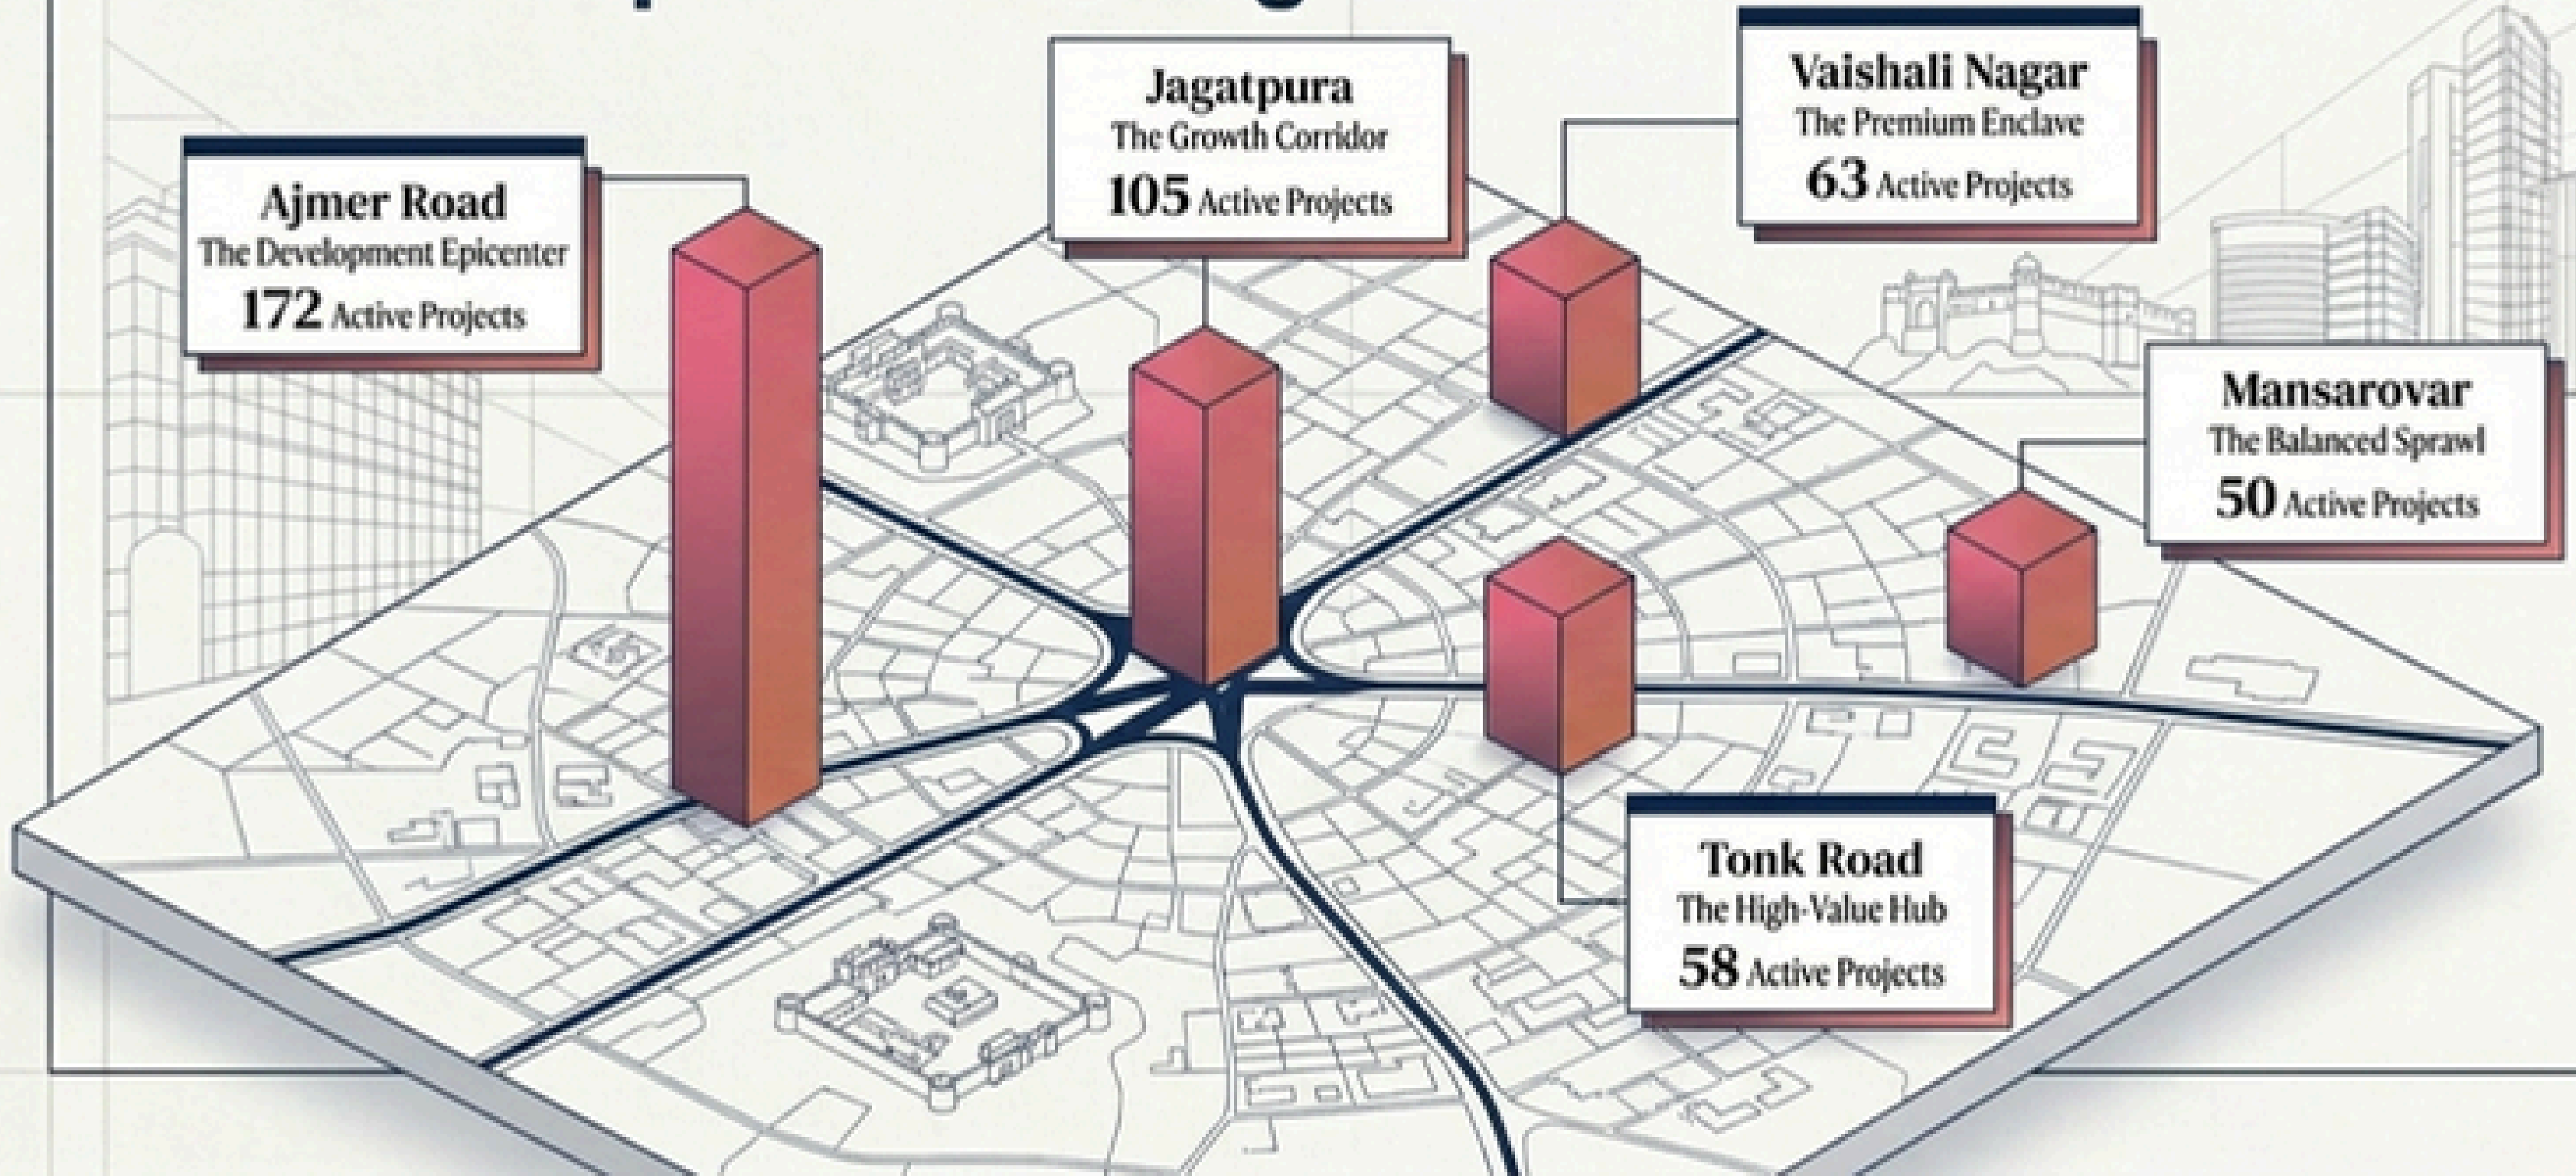 Ajmer Road
The Development Epicenter
172 Active Projects
Jagatpura
The Growth Corridor
105 Active Projects
Vaishali Nagar
The Premium Enclave
63 Active Projects
Mansarovar
The Balanced Sprawl
50 Active Projects
Tonk Road
The High-Value Hub
58 Active Projects